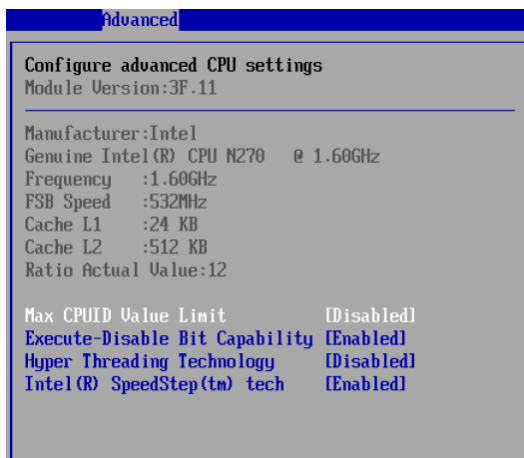 Advanced
Configure advanced CPU settings
Module Version:3F.11
Manufacturer:Intel
Genuine Intel(R) CPU N270 @ 1.60GHz
Frequency :1.60GHz
FSB Speed :532MHz
Cache L1 :24 KB
Cache L2 :512 KB
Ratio Actual Value:12
Max CPUID Value Limit [Disabled]
Execute-Disable Bit Capability [Enabled]
Hyper Threading Technology [Disabled]
Intel(R) SpeedStep(tm) tech [Enabled]